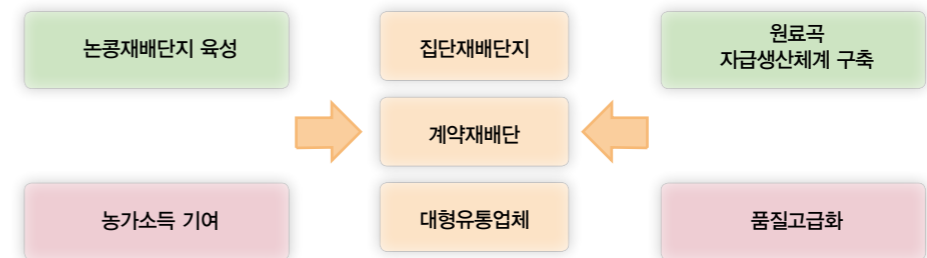 논콩재배단지 육성
집단재배단지
원료곡
자급생산체계 구축
계약재배단
농가소득 기여
대형유통업체
품질고급화